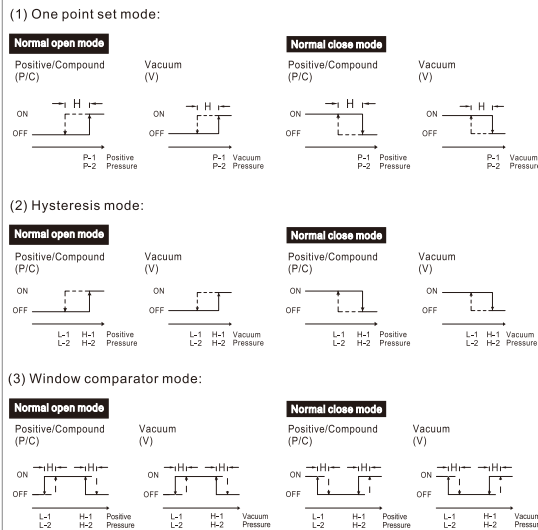 (1) One point set mode:
Normal open mode
Normal close mode
Positive/Compound
(P/C)
Vacuum
(V)
Positive/Compound
(P/C)
Vacuum
(V)
H
H
H
H
ON
OFF
ON
OFF
ON
OFF
ON
OFF
P-1 Positive
P-2 Pressure
P-1 Vacuum
P-2 Pressure
P-1 Positive
P-2 Pressure
P-1 Vacuum
P-2 Pressure
(2) Hysteresis mode:
Normal open mode
Normal close mode
Positive/Compound
(P/C)
Vacuum
(V)
Positive/Compound
(P/C)
Vacuum
(V)
ON
OFF
ON
OFF
ON
OFF
ON
OFF
L-1 H-1 Positive
L-2 H-2 Pressure
L-1 H-1 Vacuum
L-2 H-2 Pressure
L-1 H-1 Positive
L-2 H-2 Pressure
L-1 H-1 Vacuum
L-2 H-2 Pressure
(3) Window comparator mode:
Normal open mode
Normal close mode
Positive/Compound
(P/C)
Vacuum
(V)
Positive/Compound
(P/C)
Vacuum
(V)
H H
H H
H H
H H
ON
OFF
ON
OFF
ON
OFF
ON
OFF
L-1 H-1 Positive
L-2 H-2 Pressure
L-1 H-1 Vacuum
L-2 H-2 Pressure
L-1 H-1 Positive
L-2 H-2 Pressure
L-1 H-1 Vacuum
L-2 H-2 Pressure